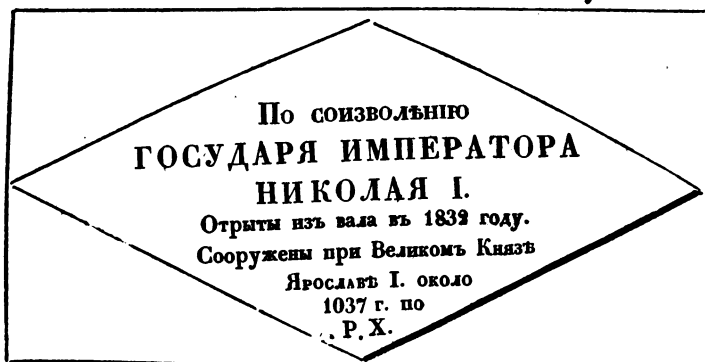 По соизволѣнію
ГОСУДАРЯ ИМПЕРАТОРА
НИКОЛАЯ I.
Отрыты изъ вала въ 1832 году.
Сооружены при Великомъ Князѣ
Ярославѣ I. около
1037 г. по
. Р. Х.